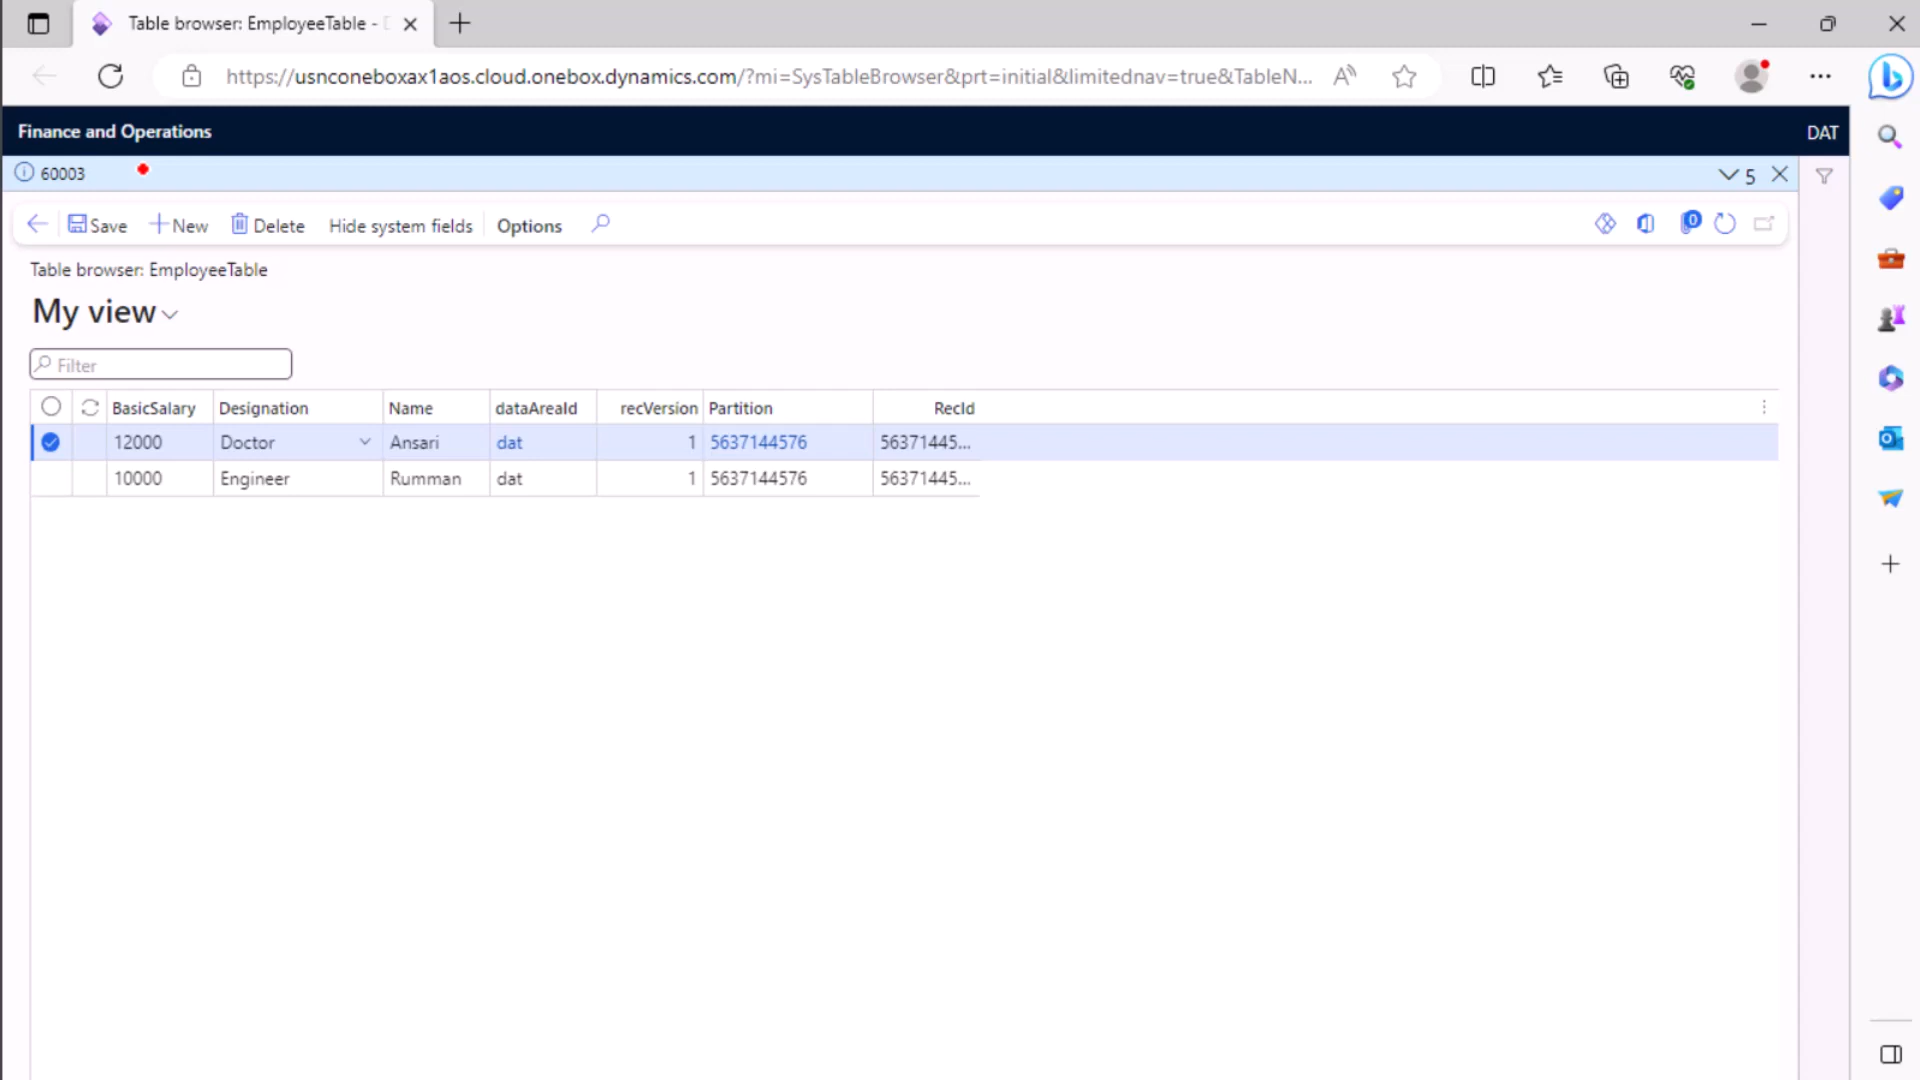 Table browser: EmployeeTable -
https://usnconeboxax1aos.cloud.onebox.dynamics.com/?mi=SysTableBrowser&prt=initial&limitednav=true&TableN...
Finance and Operations
DAT
60003
5
Save
New
Delete
Hide system fields
Options
0
Table browser: EmployeeTable
My view
Filter
BasicSalary Designation Name dataAreaId recVersion Partition RecId
12000 Doctor Ansari dat 1 5637144576 56371445...
10000 Engineer Rumman dat 1 5637144576 56371445...